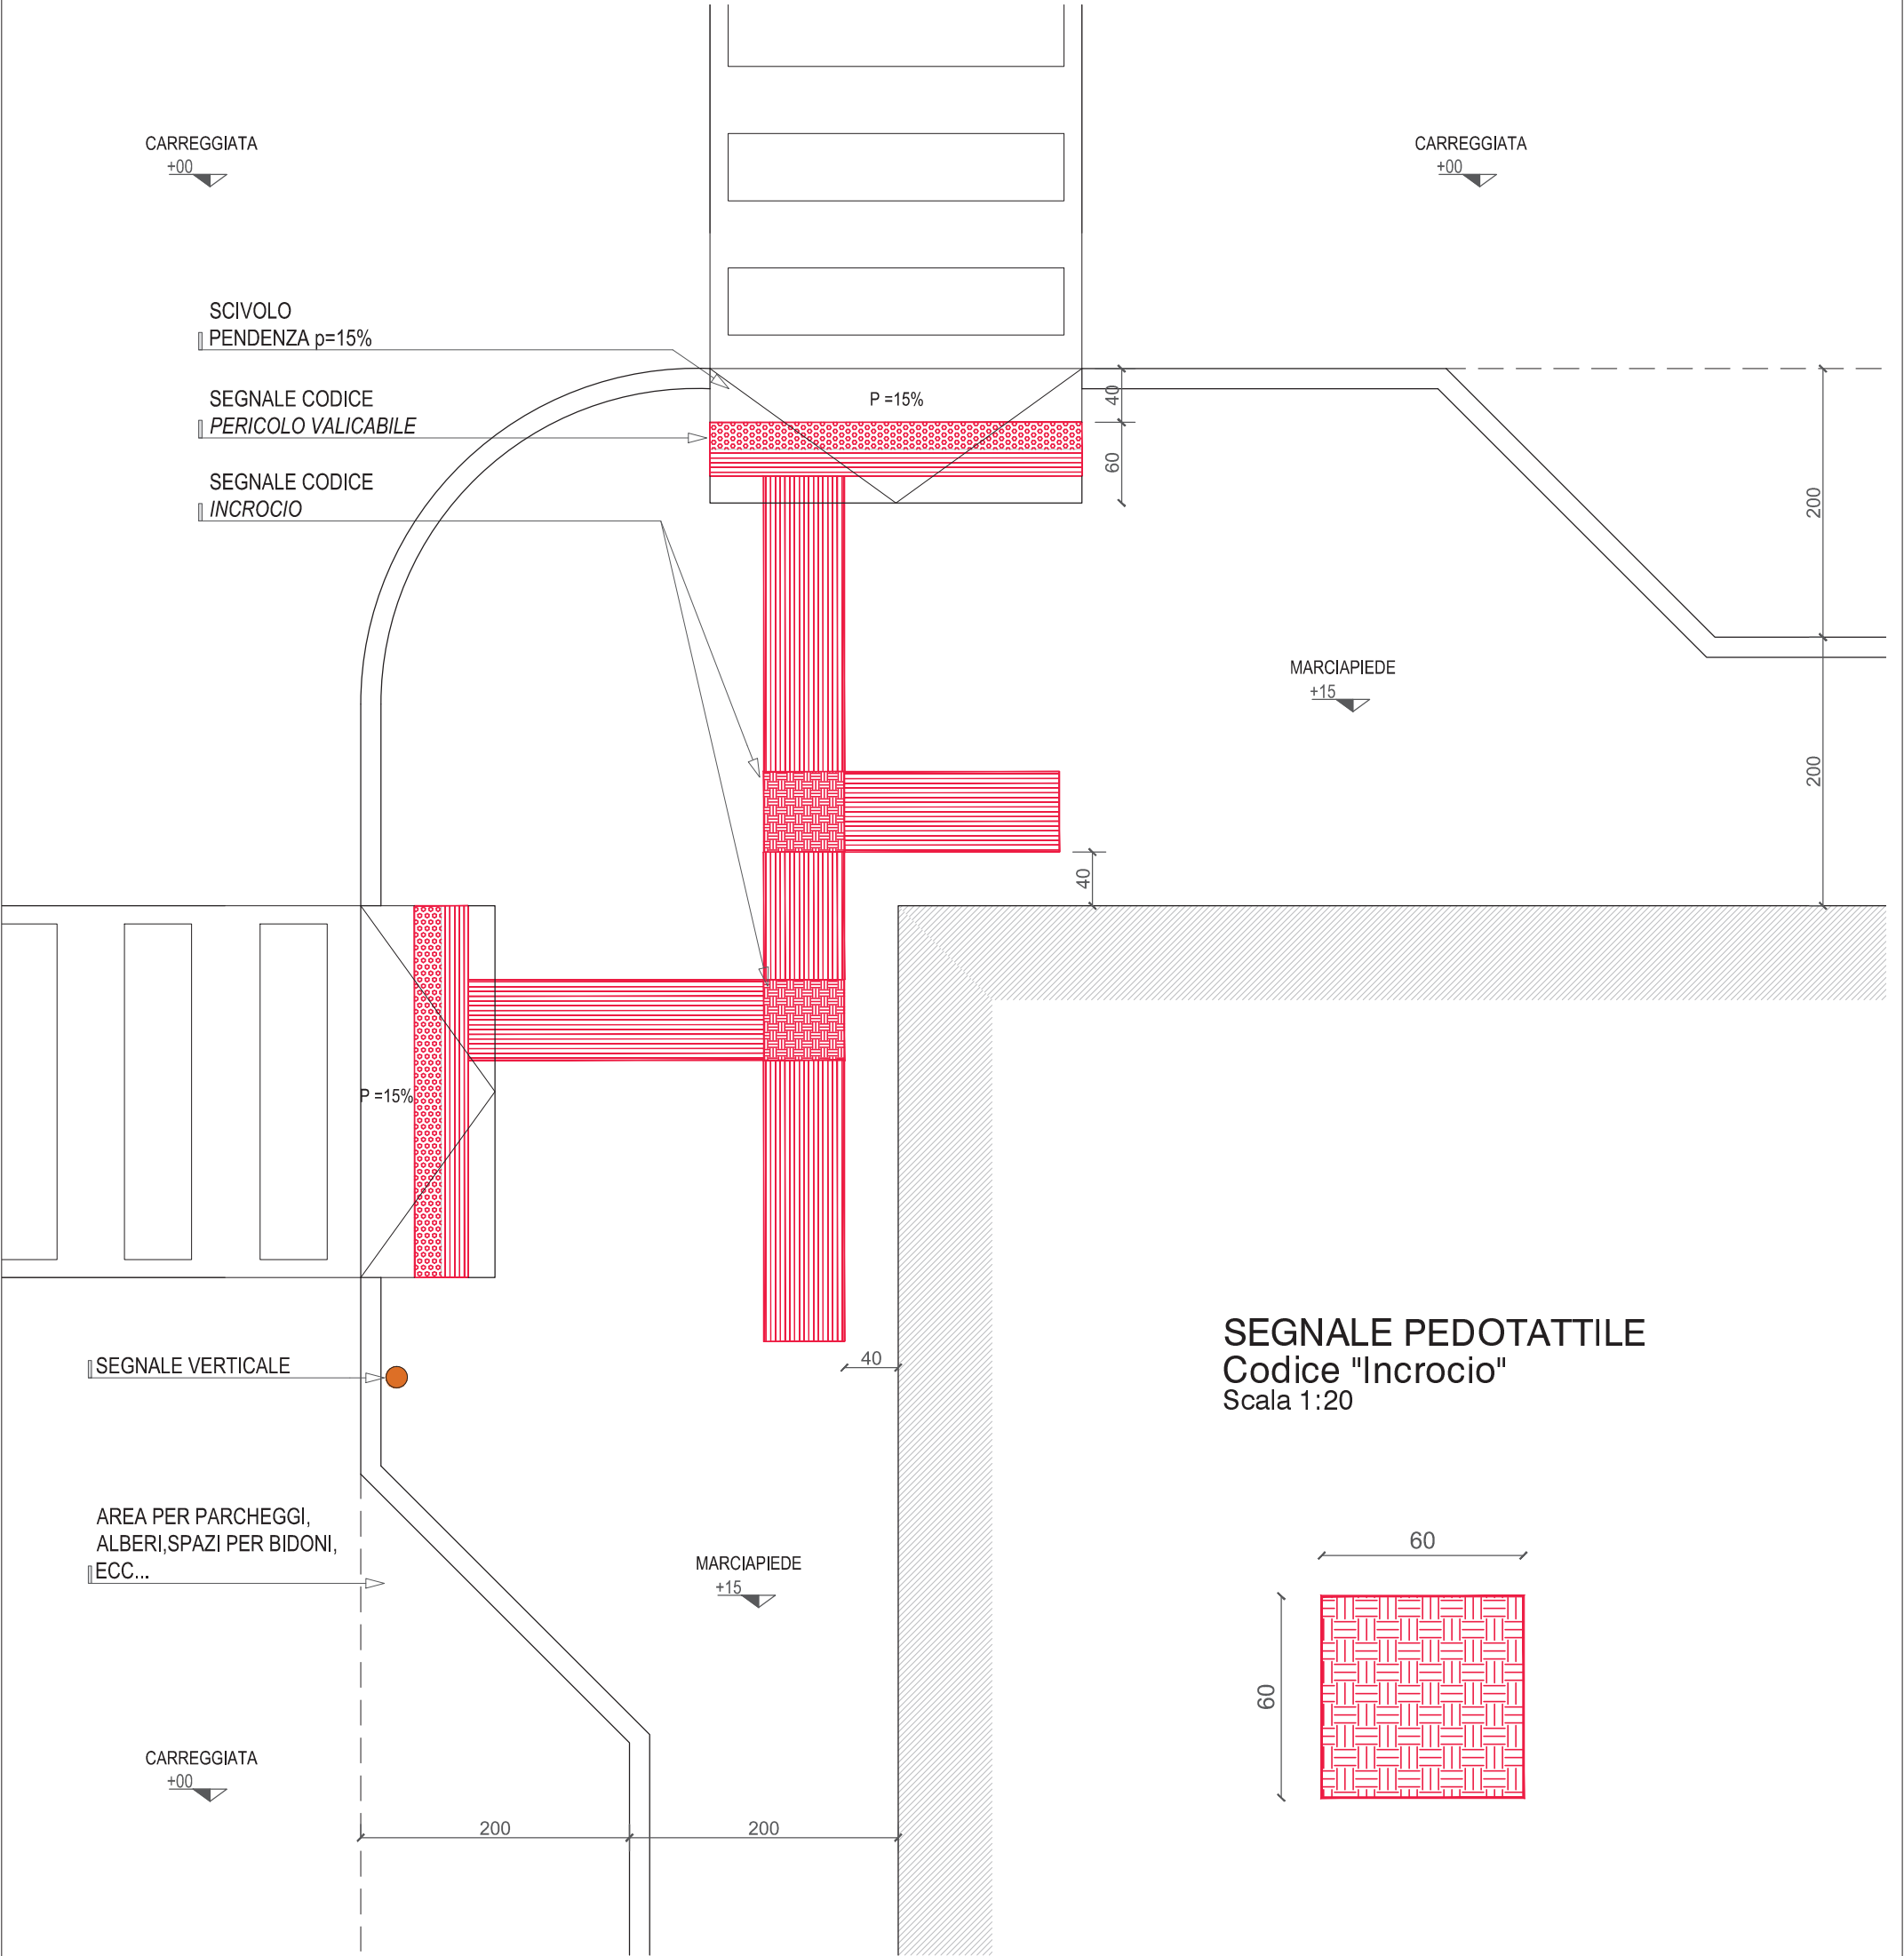 CARREGGIATA
+00
CARREGGIATA
+00
SCIVOLO
PENDENZA p=15%
SEGNALE CODICE
PERICOLO VALICABILE
SEGNALE CODICE
INCROCIO
P =15%
40
60
200
MARCIAPIEDE
+15
200
40
P =15%
SEGNALE VERTICALE
40
SEGNALE PEDOTATTILE
Codice "Incrocio"
Scala 1:20
AREA PER PARCHEGGI,
ALBERI,SPAZI PER BIDONI,
ECC...
MARCIAPIEDE
+15
60
60
CARREGGIATA
+00
200
200